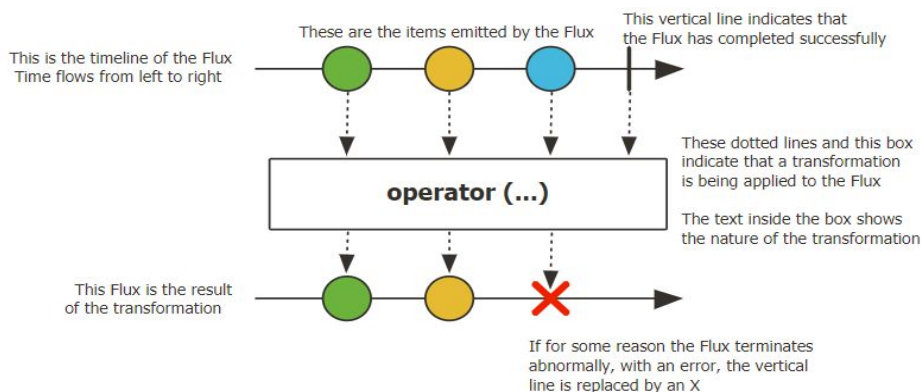 These are the items emitted by the Flux
This vertical line indicates that
the Flux has completed successfully
This is the timeline of the Flux
Time flows from left to right
These dotted lines and this box
indicate that a transformation
is being applied to the Flux
operator (...)
The text inside the box shows
the nature of the transformation
This Flux is the result
of the transformation
If for some reason the Flux terminates
abnormally, with an error, the vertical
line is replaced by an X